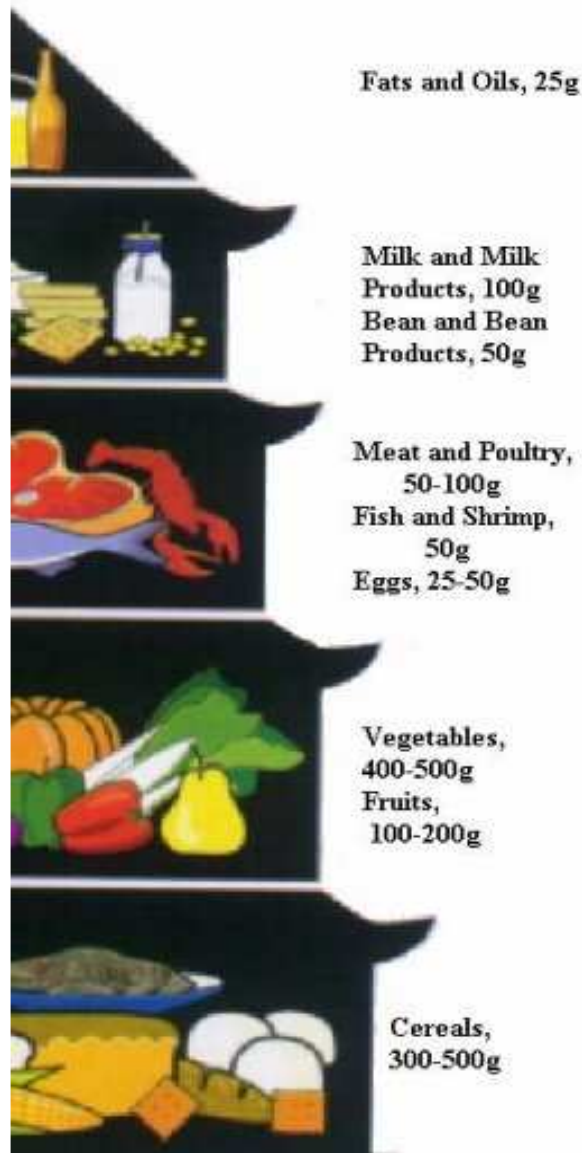 Fats and Oils, 25g
Milk and Milk
Products, 100g
Bean and Bean
Products, 50g
Meat and Poultry,
50-100g
Fish and Shrimp,
50g
Eggs, 25-50g
Vegetables,
400-500g
Fruits,
100-200g
Cereals,
300-500g